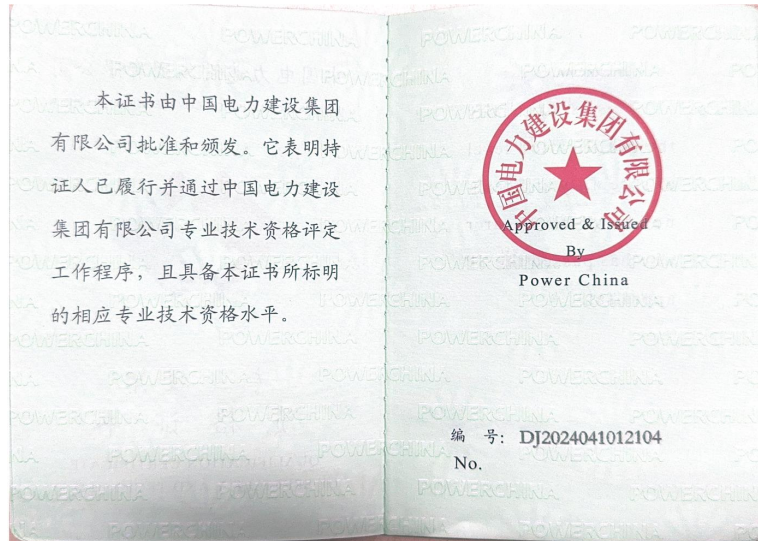 本证书由中国电力建设集团
有限公司批准和颁发。它表明持
证人已履行并通过中国电力建设
集团有限公司专业技术资格评定
工作程序，且具备本证书所标明
的相应专业技术资格水平。
中国电力建设集团有限公司
Approved & Issued
By
Power China
编 号: DJ2024041012104
No.
POWERCHINA